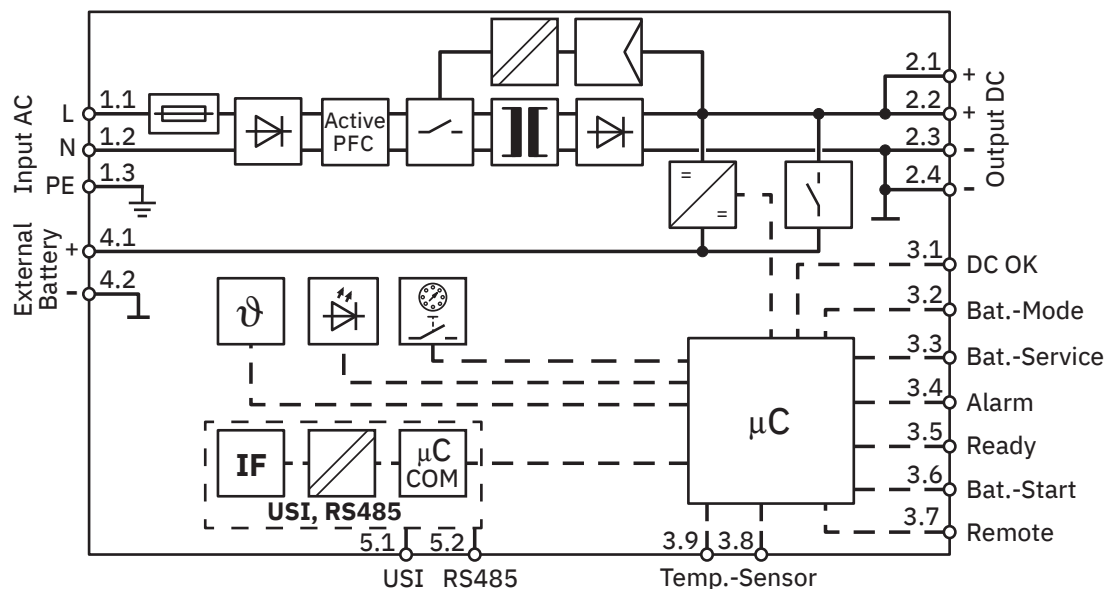 Input AC
L
1.1
N
1.2
PE
1.3
External
Battery
+
4.1
-
4.2
Active
PFC
=
=
2.1
+
2.2
+
2.3
-
2.4
-
Output DC
3.1
DC OK
3.2
Bat.-Mode
3.3
Bat.-Service
3.4
Alarm
3.5
Ready
3.6
Bat.-Start
3.7
Remote
ϑ
µC
IF
µC
COM
USI, RS485
5.1
5.2
3.9
3.8
USI
RS485
Temp.-Sensor